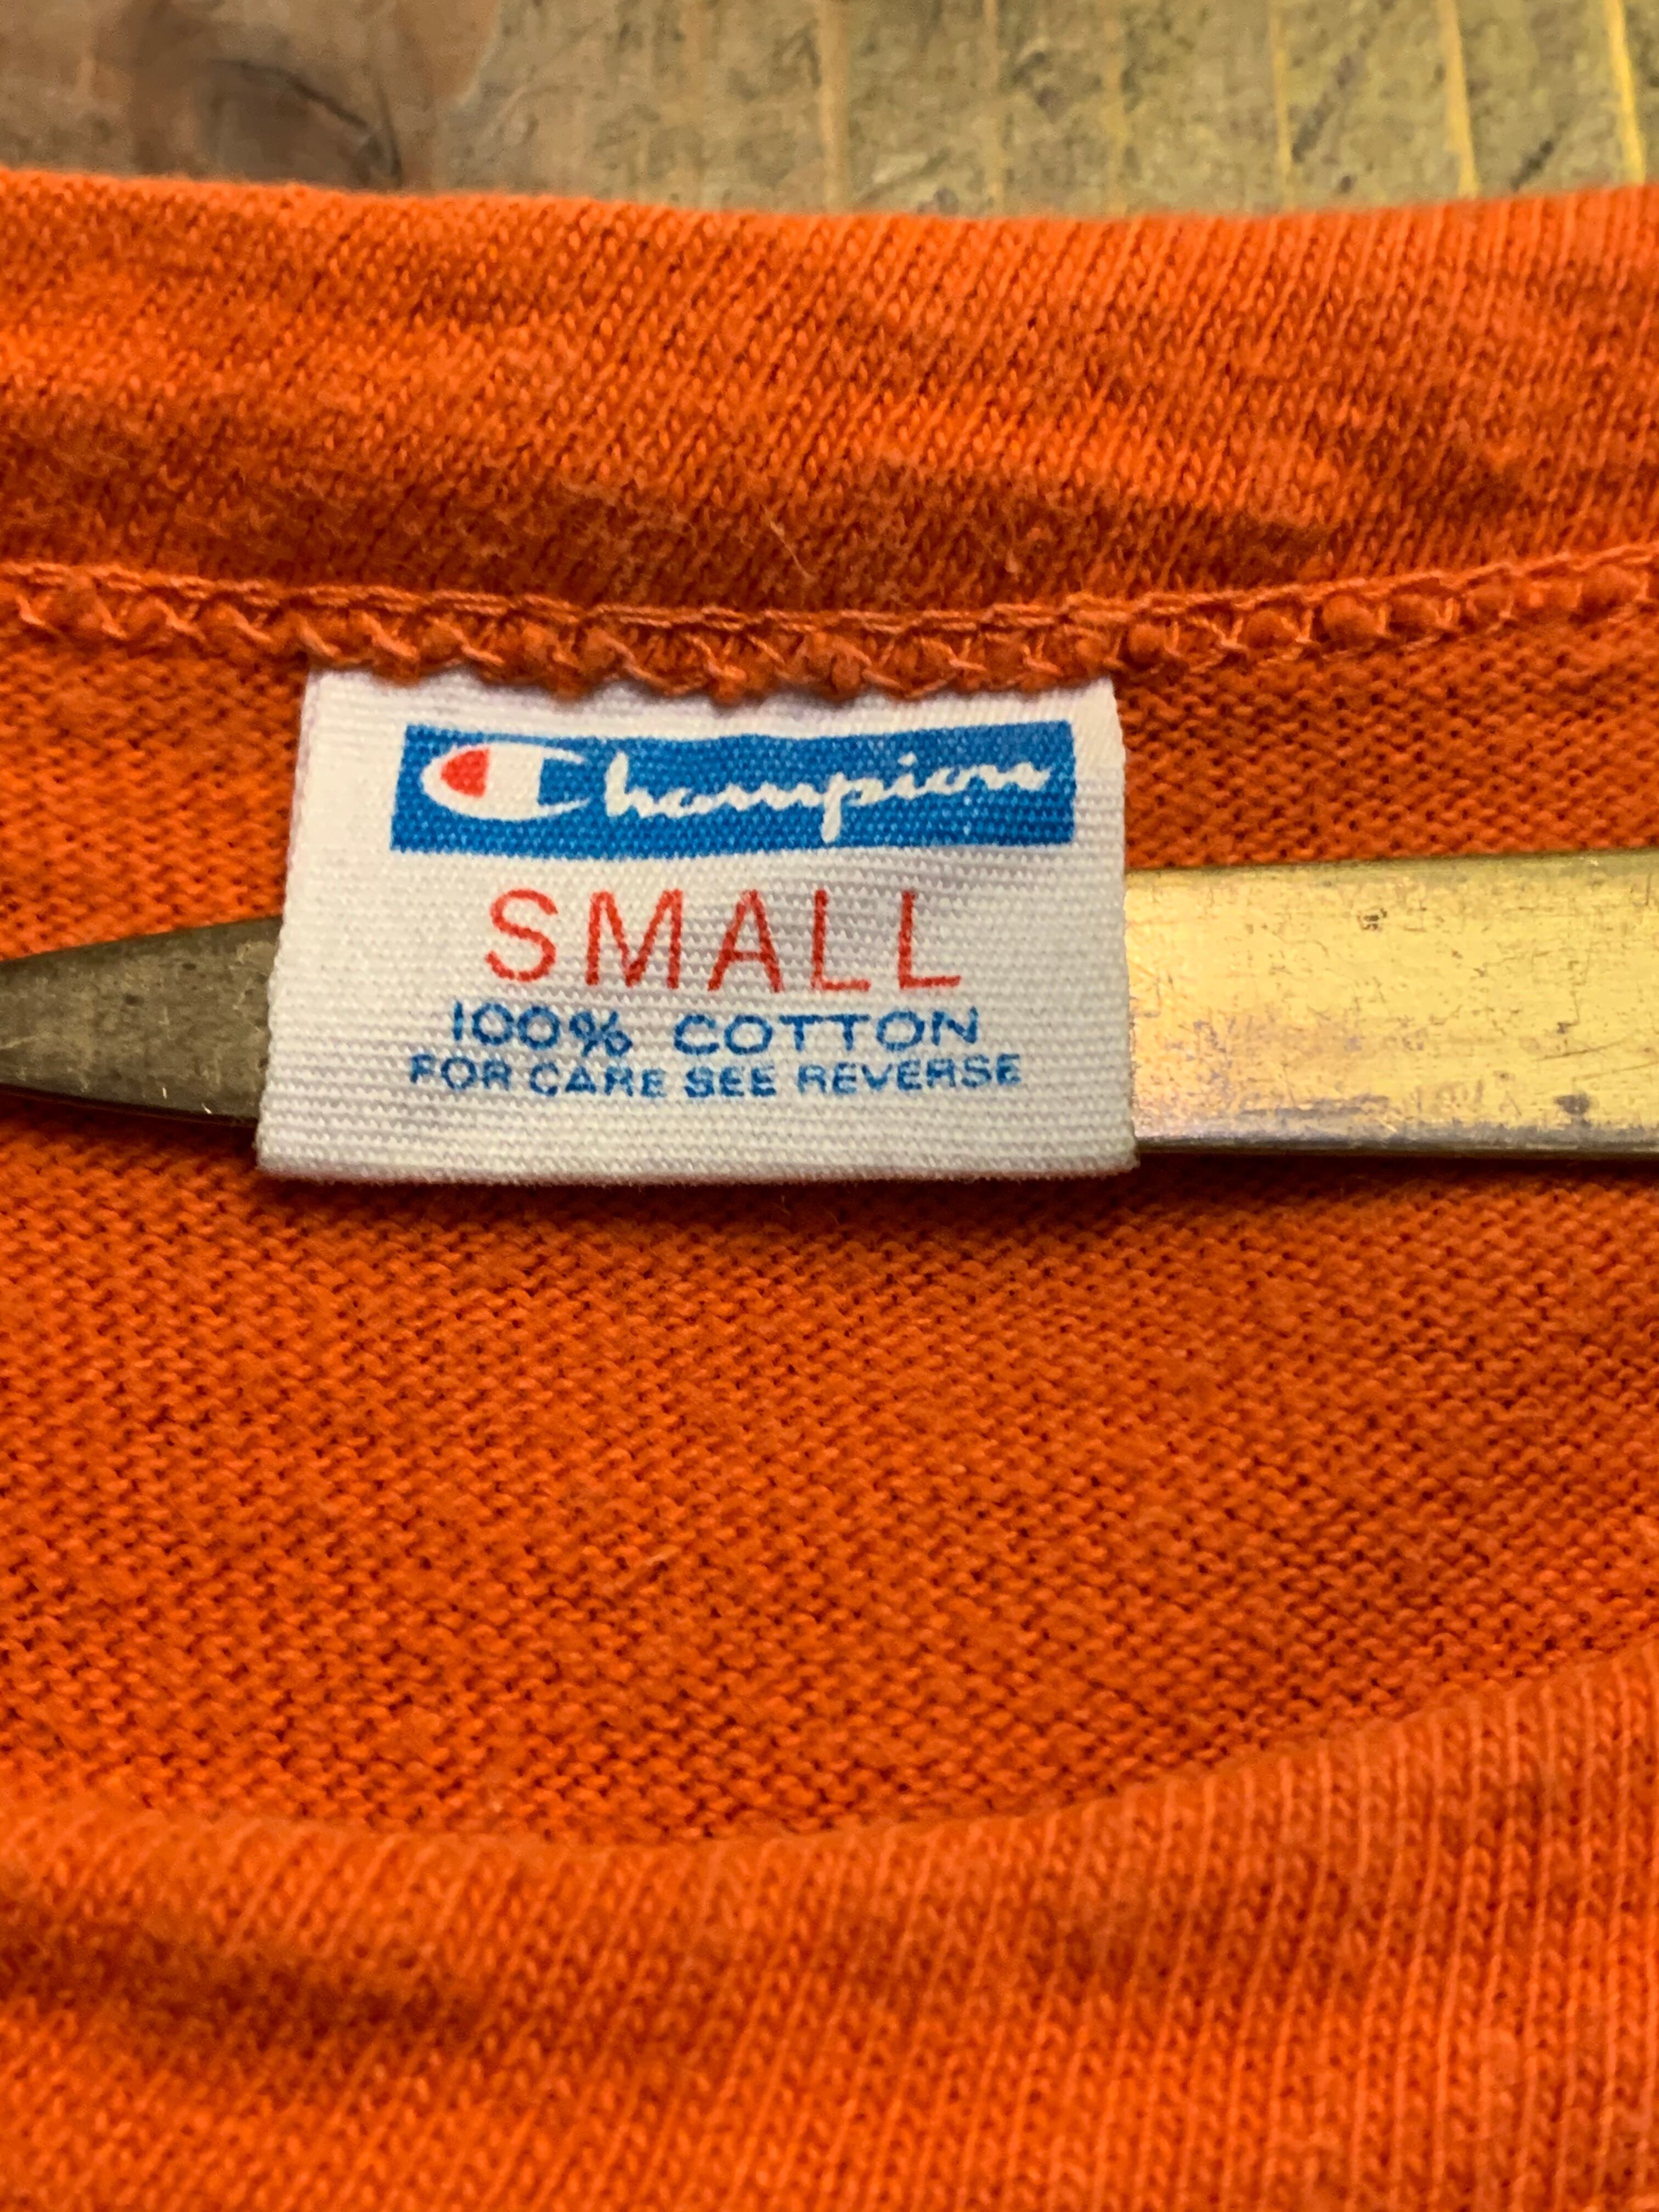 Champion
SMALL
100% COTTON
FOR CARE SEE REVERSE